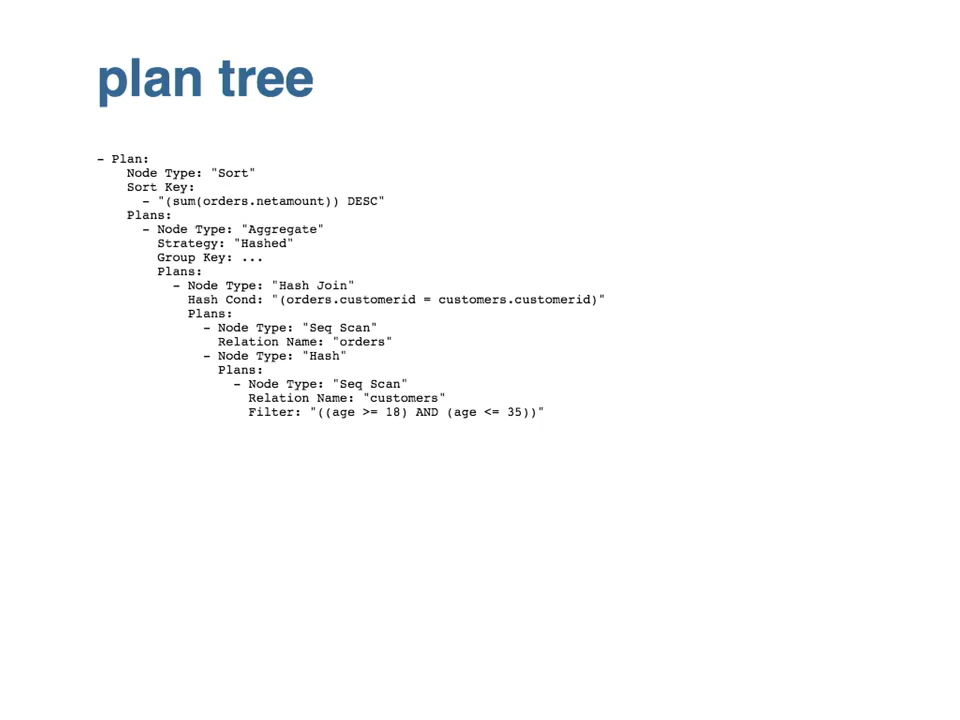 plan tree
- Plan:
    Node Type: "Sort"
    Sort Key:
      - "(sum(orders.netamount)) DESC"
    Plans:
      - Node Type: "Aggregate"
        Strategy: "Hashed"
        Group Key: ...
        Plans:
          - Node Type: "Hash Join"
            Hash Cond: "(orders.customerid = customers.customerid)"
            Plans:
              - Node Type: "Seq Scan"
                Relation Name: "orders"
              - Node Type: "Hash"
                Plans:
                  - Node Type: "Seq Scan"
                    Relation Name: "customers"
                    Filter: "((age >= 18) AND (age <= 35))"